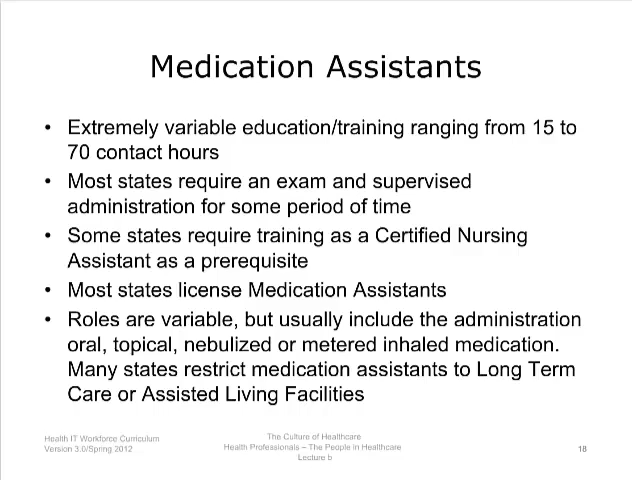 Medication Assistants
• Extremely variable education/training ranging from 15 to
70 contact hours
• Most states require an exam and supervised
administration for some period of time
• Some states require training as a Certified Nursing
Assistant as a prerequisite
• Most states license Medication Assistants
• Roles are variable, but usually include the administration
oral, topical, nebulized or metered inhaled medication.
Many states restrict medication assistants to Long Term
Care or Assisted Living Facilities
Health IT Workforce Curriculum
Version 3.0/Spring 2012
The Culture of Healthcare
Health Professionals – The People in Healthcare
Lecture b
18